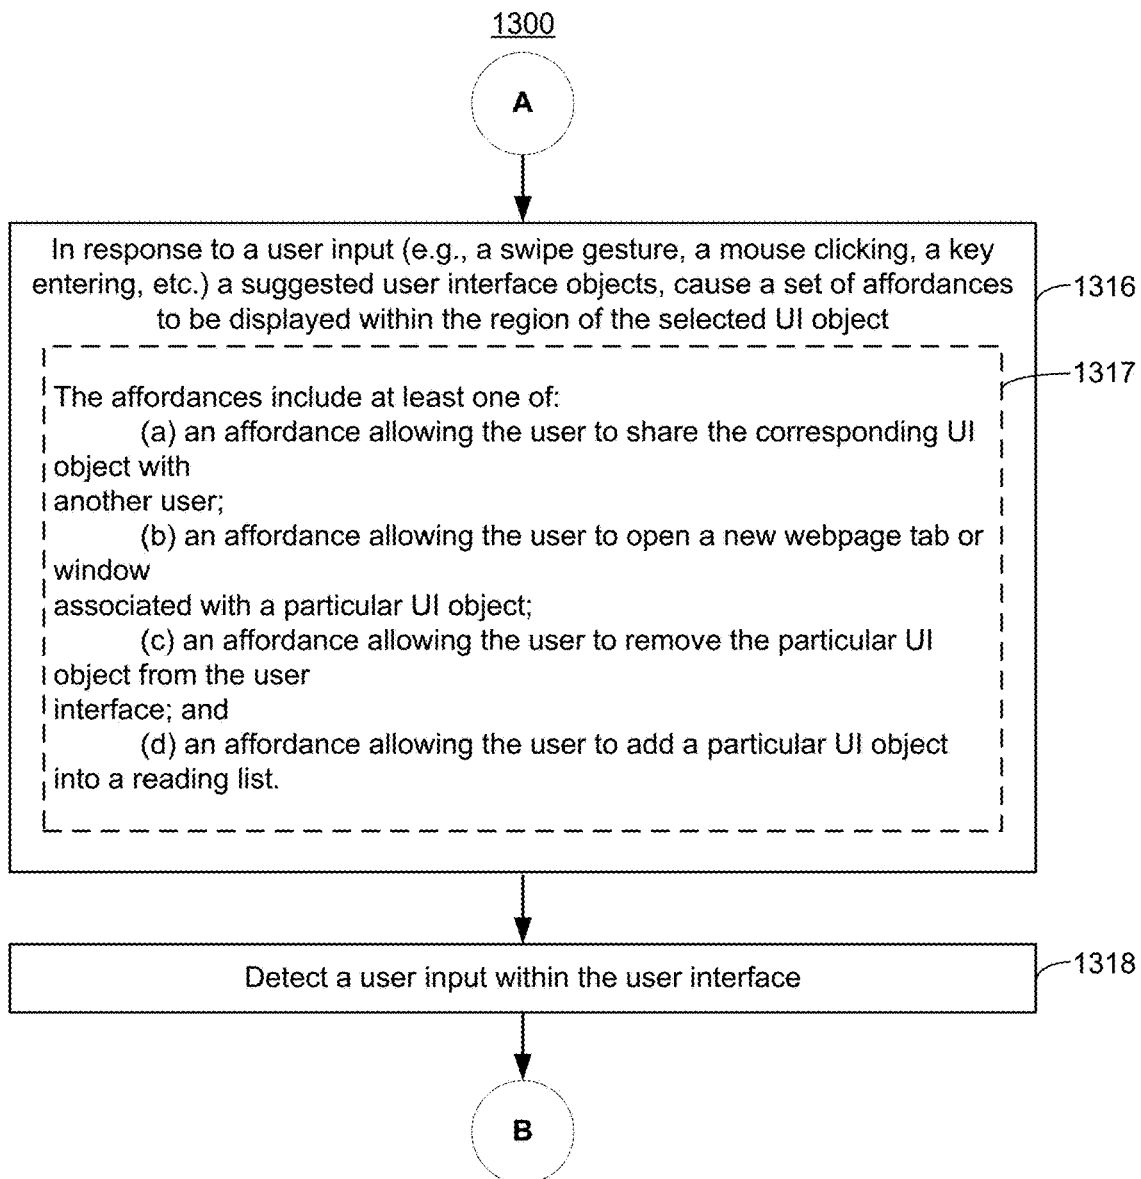 1300
A
In response to a user input (e.g., a swipe gesture, a mouse clicking, a key
entering, etc.) a suggested user interface objects, cause a set of affordances
to be displayed within the region of the selected UI object
1316
1317
The affordances include at least one of:
(a) an affordance allowing the user to share the corresponding UI
object with
another user;
(b) an affordance allowing the user to open a new webpage tab or
window
associated with a particular UI object;
(c) an affordance allowing the user to remove the particular UI
object from the user
interface; and
(d) an affordance allowing the user to add a particular UI object
into a reading list.
Detect a user input within the user interface
1318
B